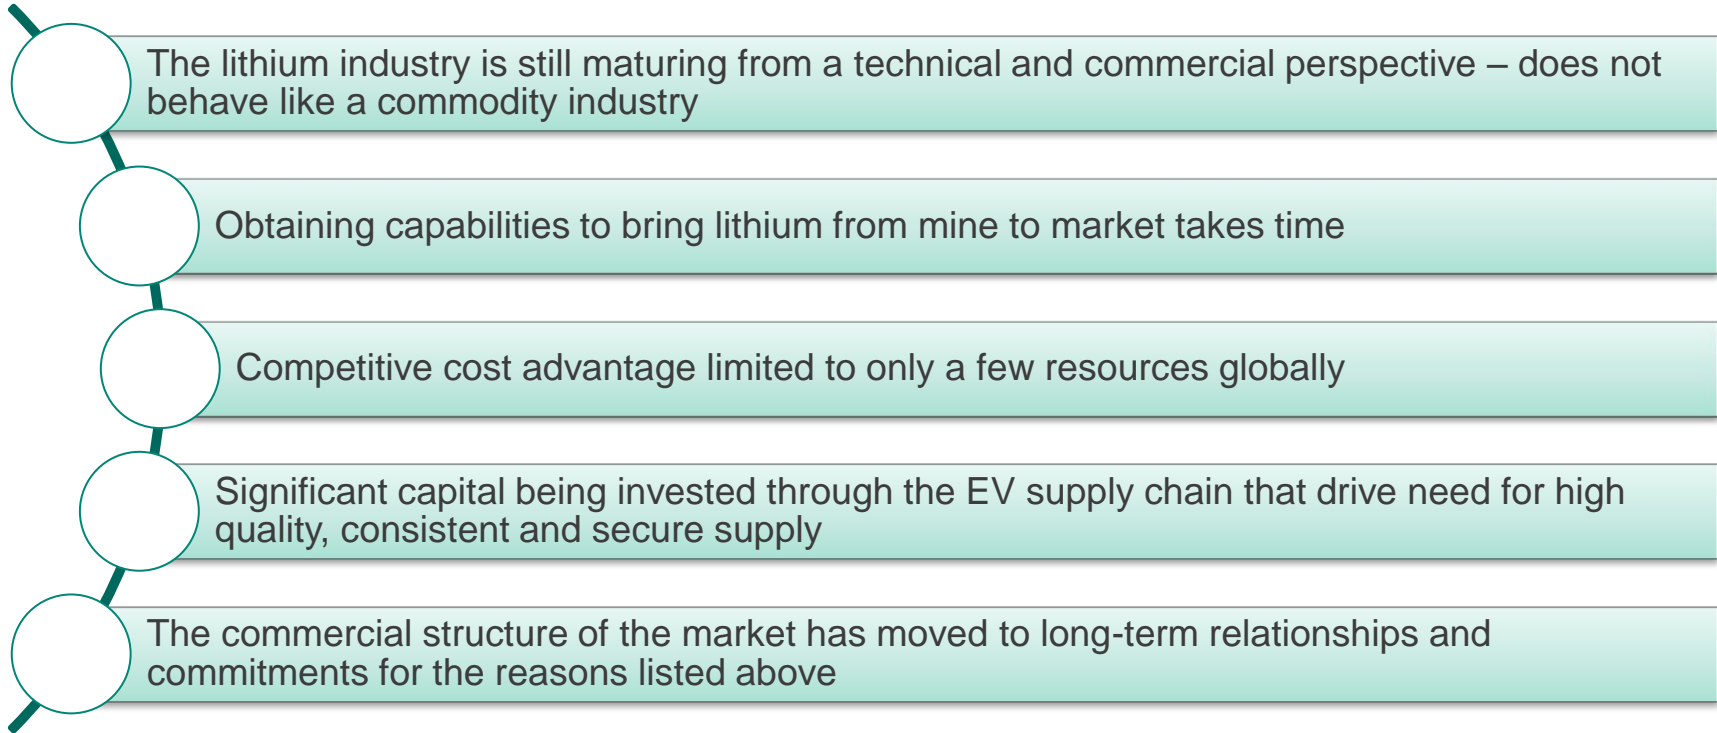 The lithium industry is still maturing from a technical and commercial perspective – does not
behave like a commodity industry
Obtaining capabilities to bring lithium from mine to market takes time
Competitive cost advantage limited to only a few resources globally
Significant capital being invested through the EV supply chain that drive need for high
quality, consistent and secure supply
The commercial structure of the market has moved to long-term relationships and
commitments for the reasons listed above